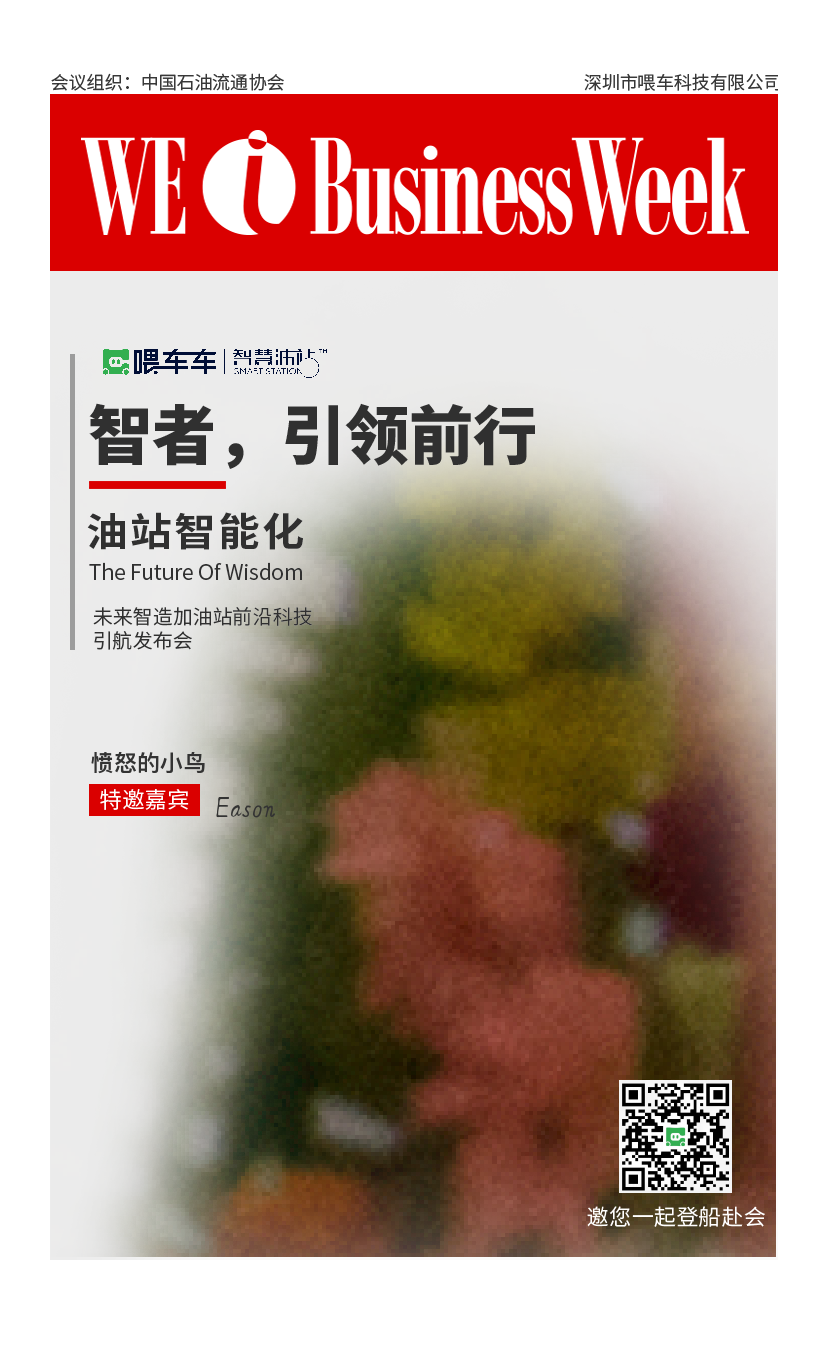 会议组织：中国石油流通协会
深圳市喂车科技有限公司
WE i BusinessWeek
喂车车 智慧油站™
SMART STATION
智者，引领前行
油站智能化
The Future Of Wisdom
未来智造加油站前沿科技
引航发布会
愤怒的小鸟
特邀嘉宾 Eason
邀您一起登船赴会